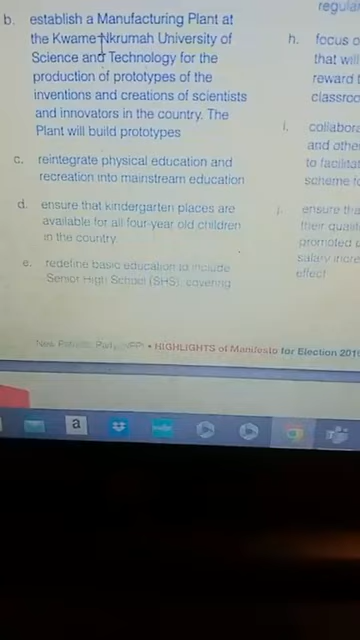 b. establish a Manufacturing Plant at
the Kwame Nkrumah University of
Science and Technology for the
production of prototypes of the
inventions and creations of scientists
and innovators in the country. The
Plant will build prototypes
c. reintegrate physical education and
recreation into mainstream education
d. ensure that kindergarten places are
available for all four-year old children
in the country.
e. redefine basic education to include
Senior High School (SHS), covering
regular
h. focus o
that will
reward t
classroo
i. collabora
and othe
to facilitat
scheme fo
j. ensure tha
their qualit
promoted
salary incre
effect
New Patriotic Party (NPP) • HIGHLIGHTS of Manifesto for Election 2016
a